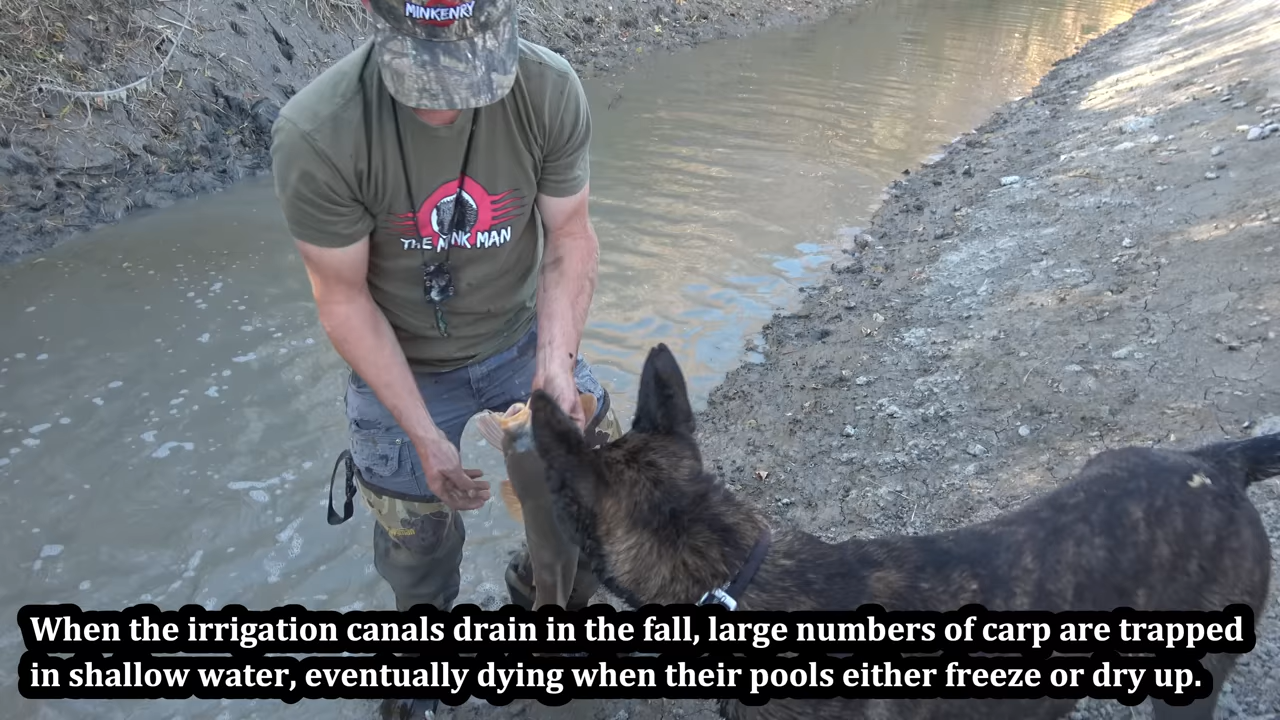 MINKENRY
THE MINK MAN
When the irrigation canals drain in the fall, large numbers of carp are trapped
in shallow water, eventually dying when their pools either freeze or dry up.